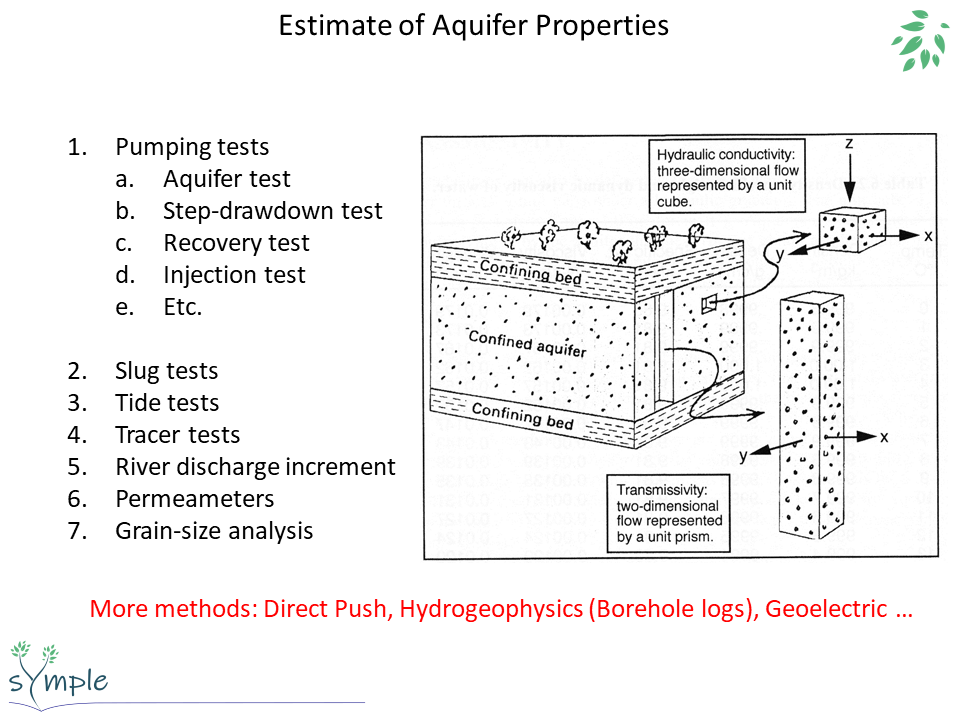 Estimate of Aquifer Properties
1. Pumping tests
a. Aquifer test
b. Step-drawdown test
c. Recovery test
d. Injection test
e. Etc.
2. Slug tests
3. Tide tests
4. Tracer tests
5. River discharge increment
6. Permeameters
7. Grain-size analysis
Hydraulic conductivity:
three-dimensional flow
represented by a unit
cube.
z
x
y
Confining bed
Confined aquifer
Confining bed
x
y
Transmissivity:
two-dimensional
flow represented
by a unit prism.
More methods: Direct Push, Hydrogeophysics (Borehole logs), Geoelectric ...
sYmple